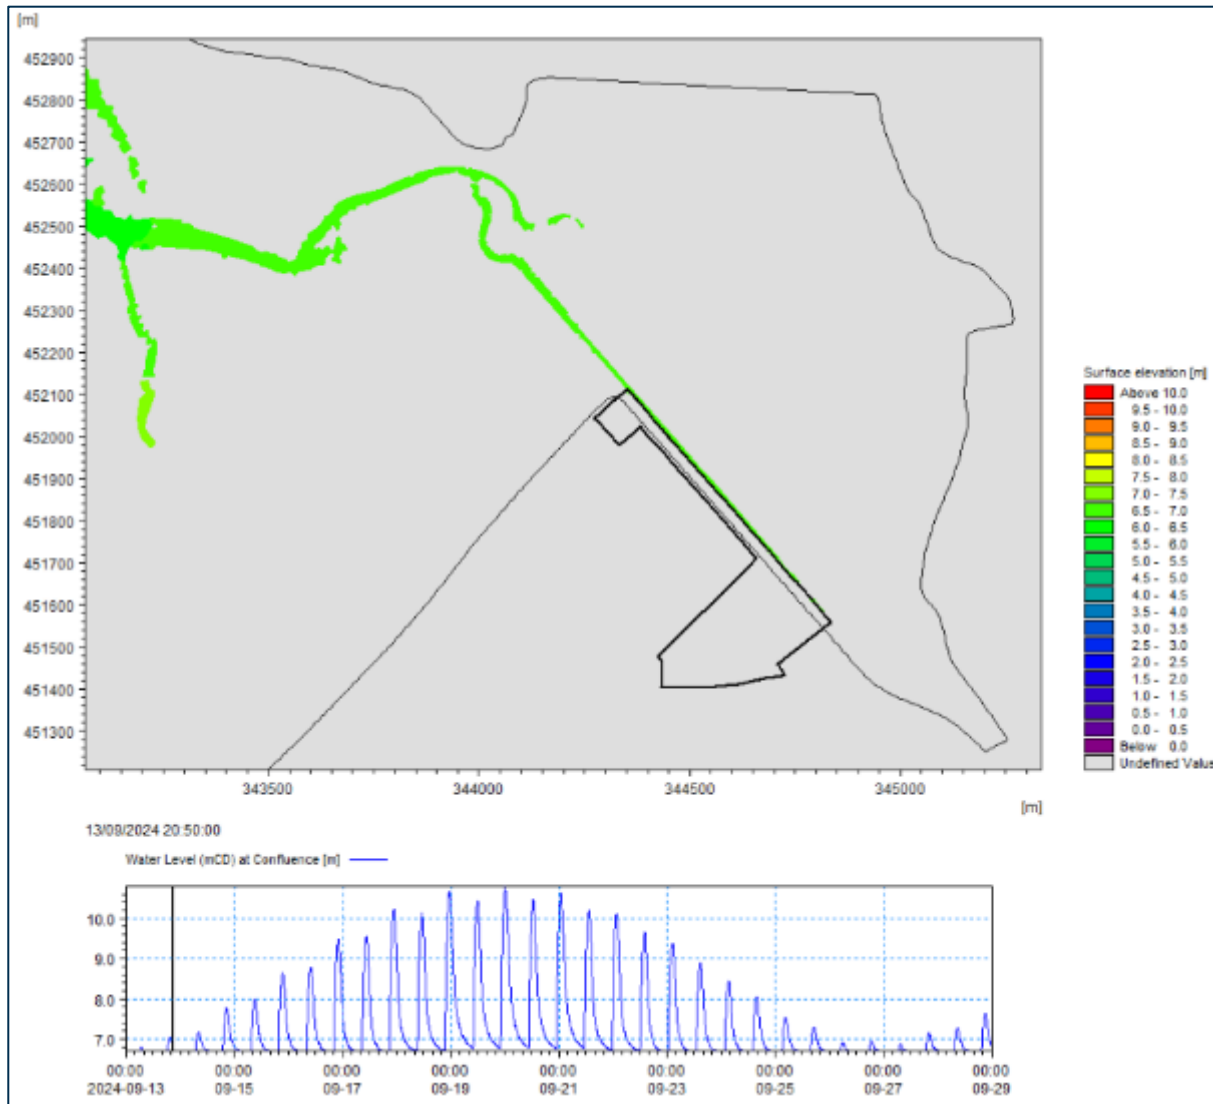 [m]
452900
452800
452700
452600
452500
452400
452300
452200
452100
452000
451900
451800
451700
451600
451500
451400
451300
343500 344000 344500 345000
[m]
Surface elevation [m]
Above 10.0
9.5 - 10.0
9.0 - 9.5
8.5 - 9.0
8.0 - 8.5
7.5 - 8.0
7.0 - 7.5
6.5 - 7.0
6.0 - 6.5
5.5 - 6.0
5.0 - 5.5
4.5 - 5.0
4.0 - 4.5
3.5 - 4.0
3.0 - 3.5
2.5 - 3.0
2.0 - 2.5
1.5 - 2.0
1.0 - 1.5
0.5 - 1.0
0.0 - 0.5
Below 0.0
Undefined Value
13/09/2024 20:50:00
Water Level (mCD) at Confluence [m]
10.0
9.0
8.0
7.0
00:00 00:00 00:00 00:00 00:00 00:00 00:00 00:00 00:00
2024-09-13 09-15 09-17 09-19 09-21 09-23 09-25 09-27 09-29